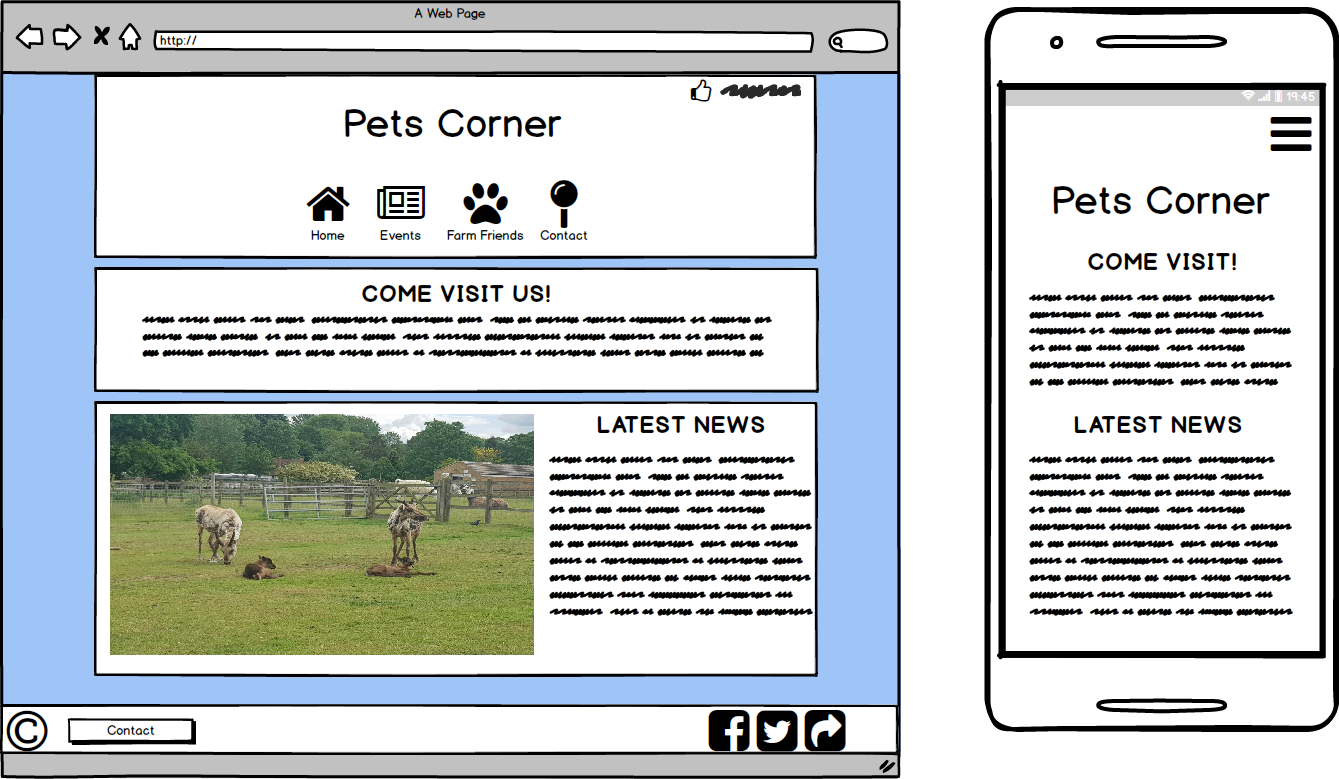 A Web Page
http://
Pets Corner
Home Events Farm Friends Contact
COME VISIT US!
LATEST NEWS
Contact
19:45
Pets Corner
COME VISIT!
LATEST NEWS